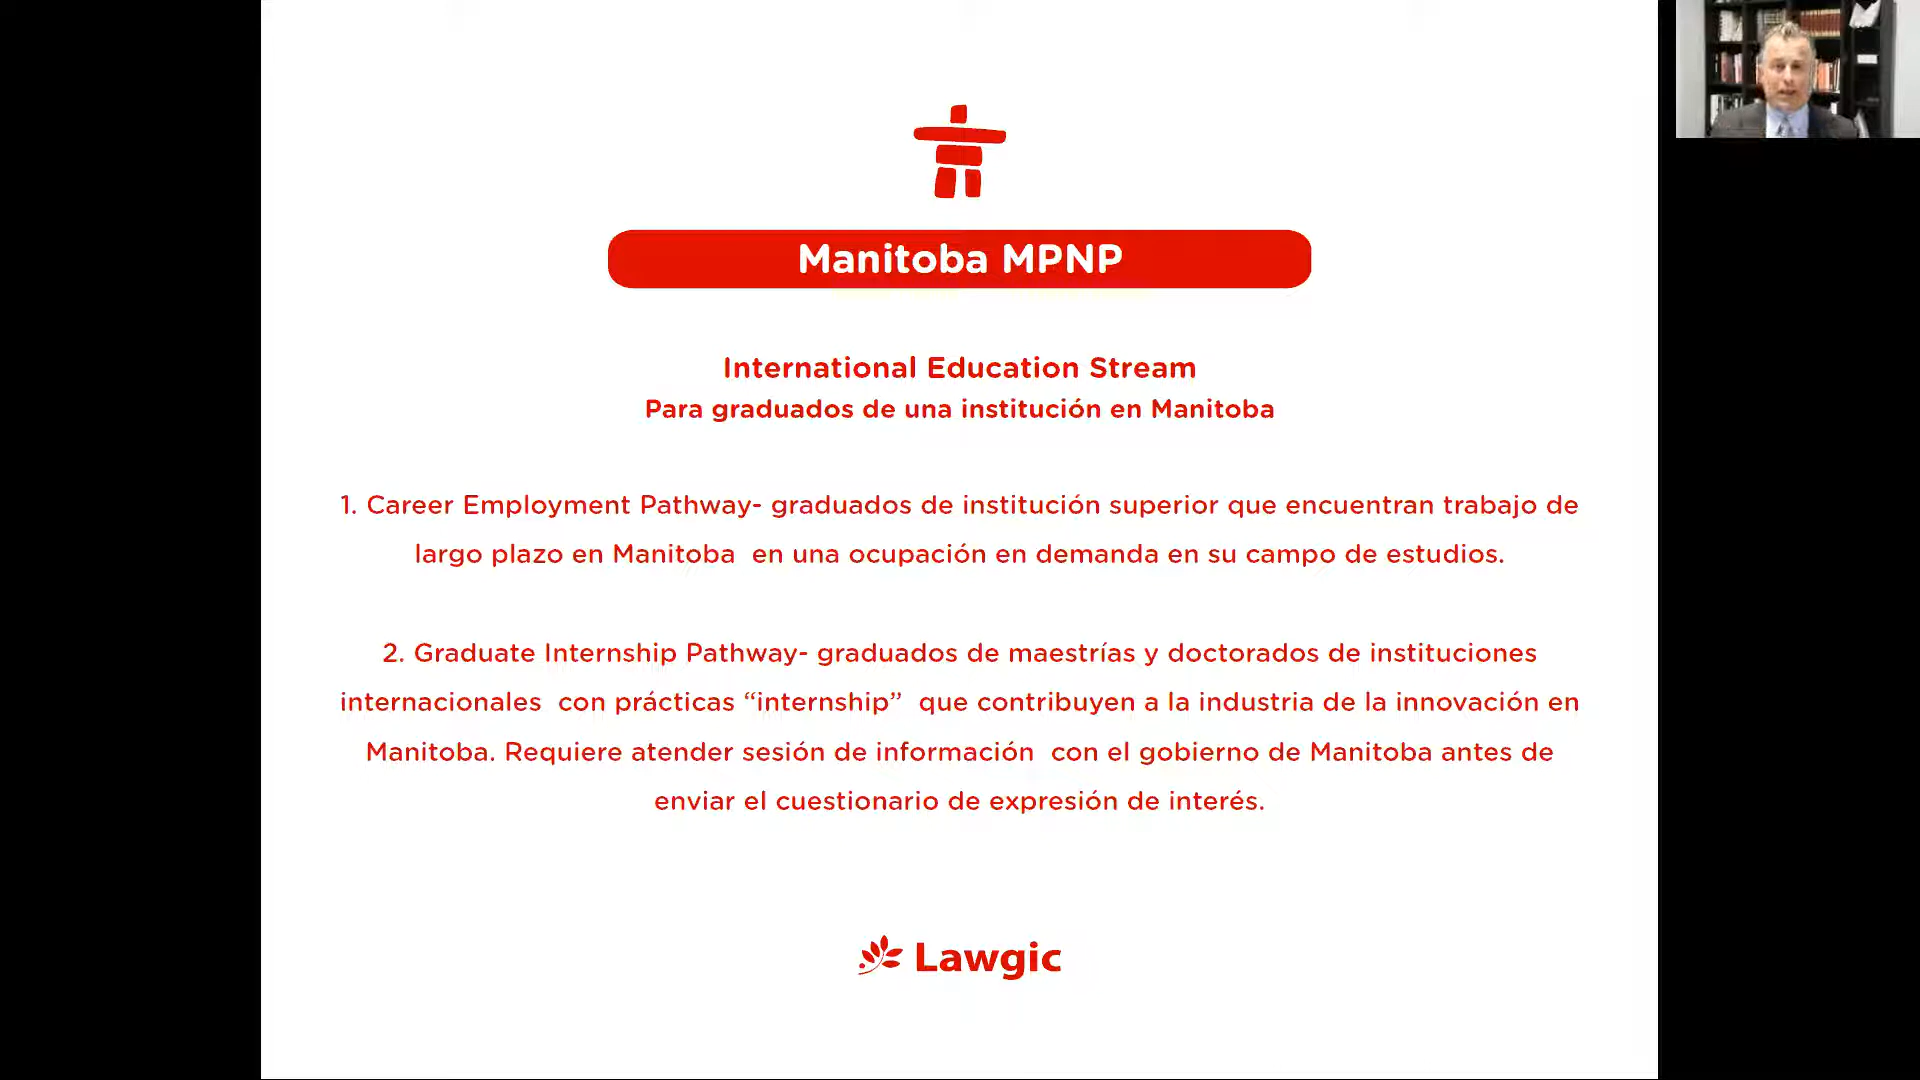 Manitoba MPNP
International Education Stream
Para graduados de una institución en Manitoba
1. Career Employment Pathway- graduados de institución superior que encuentran trabajo de
largo plazo en Manitoba en una ocupación en demanda en su campo de estudios.
2. Graduate Internship Pathway- graduados de maestrías y doctorados de instituciones
internacionales con prácticas “internship” que contribuyen a la industria de la innovación en
Manitoba. Requiere atender sesión de información con el gobierno de Manitoba antes de
enviar el cuestionario de expresión de interés.
Lawgic